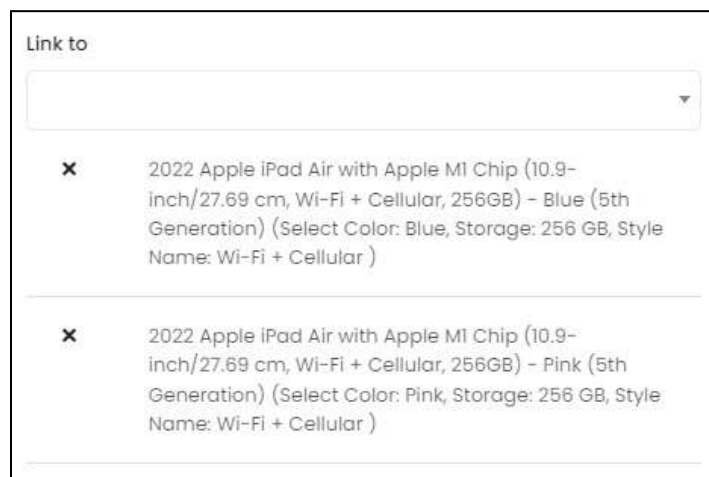 Link to
2022 Apple iPad Air with Apple M1 Chip (10.9-
inch/27.69 cm, Wi-Fi + Cellular, 256GB) - Blue (5th
Generation) (Select Color: Blue, Storage: 256 GB, Style
Name: Wi-Fi + Cellular )
2022 Apple iPad Air with Apple M1 Chip (10.9-
inch/27.69 cm, Wi-Fi + Cellular, 256GB) - Pink (5th
Generation) (Select Color: Pink, Storage: 256 GB, Style
Name: Wi-Fi + Cellular )